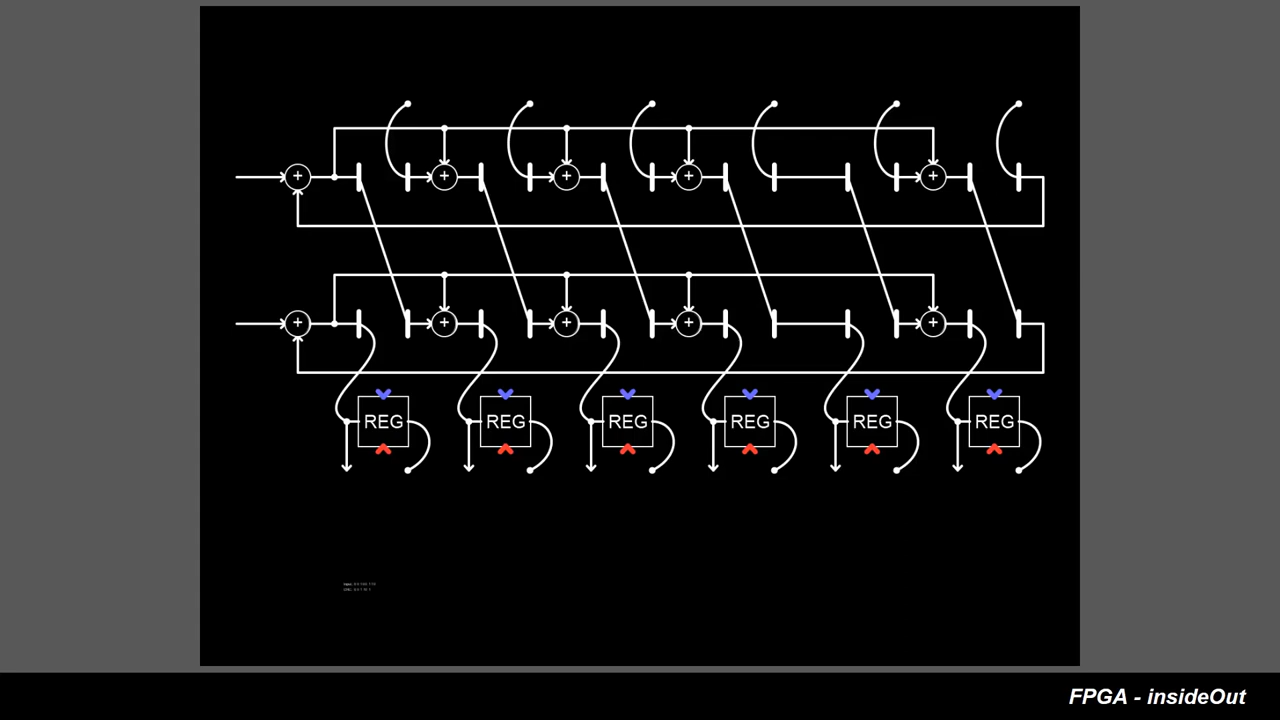 + + + + +
+ + + + +
REG REG REG REG REG REG
FPGA - insideOut